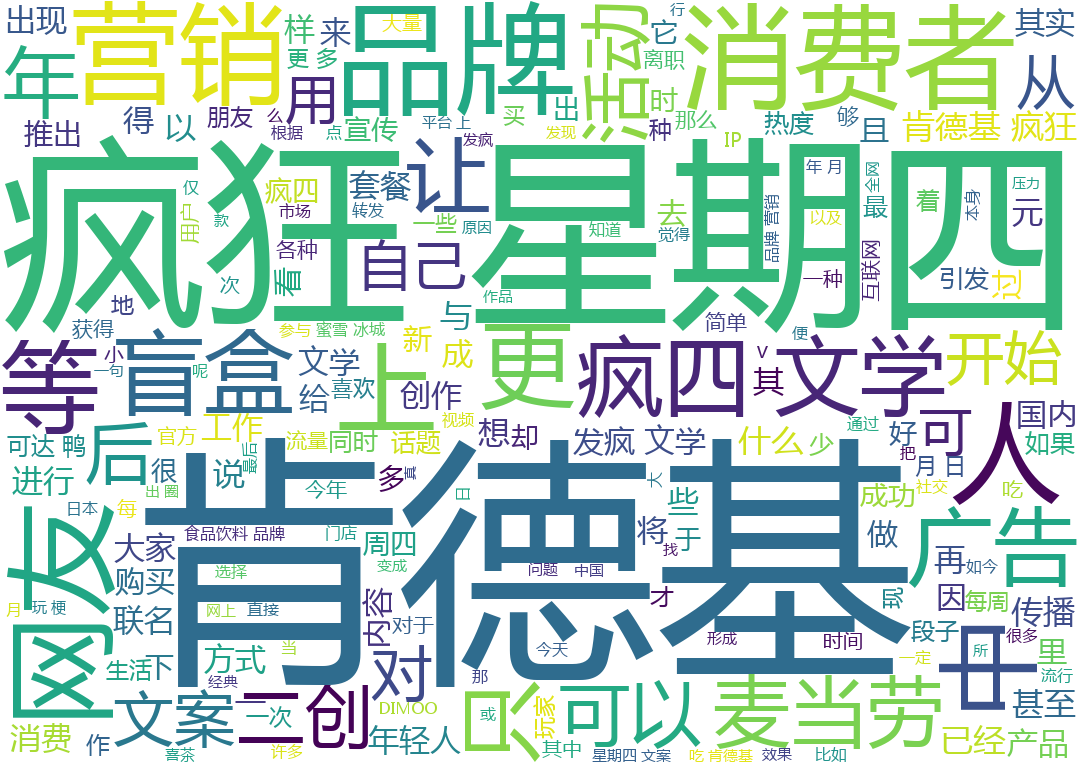 出现
营销
样
来
大量
更 多
年
品牌
活动
它
行
离职
消费者
其实
从
用
推出
得
以
朋友
么
根据
点
宣传
平台 上
发疯
买
出
发现
时
种
那么
IP
热度
够
且
肯德基 疯狂
疯狂星期四
仅
用户
款
疯四
市场
套餐
转发
让
一些
原因
知道
去
觉得
品牌 营销
年 月
以及
全网
最
着
本身
压力
元
各种
看
次
自己
作品
一种
互联网
引发
地
获得
参与
蜜雪 冰城
新
与
简单
便
等
小
一句
盲盒
呢
文学
给
喜欢
上
成
创作
更
疯四 文学
v
其
开始
可达 鸭
后
官方
工作
流量
同时
话题
视频
想
却
发疯 文学
什么
少
通过
好
把
可
人
国内
如果
进行
很
出 圈
说
最后
今年
多
真
肯德基
日
大
些
成功
月 日
社交
吃
日本
每
网友
大家
食品饮料 品牌
门店
周四
变成
将
于
找
做
广告
购买
选择
问题
中国
再
如今
月
玩 梗
联名
网上
直接
内容
对于
才
现
因
每周
传播
生活
下
方式
当
经典
对
那
今天
形成
时间
段子
一定
中
所
很多
里
流行
文案
二创
一次
DIMOO
只
或
玩家
可以
麦当劳
甚至
消费
作
喜茶
许多
年轻人
其中
星期四 文案
吃 肯德基
效果
比如
已经
产品